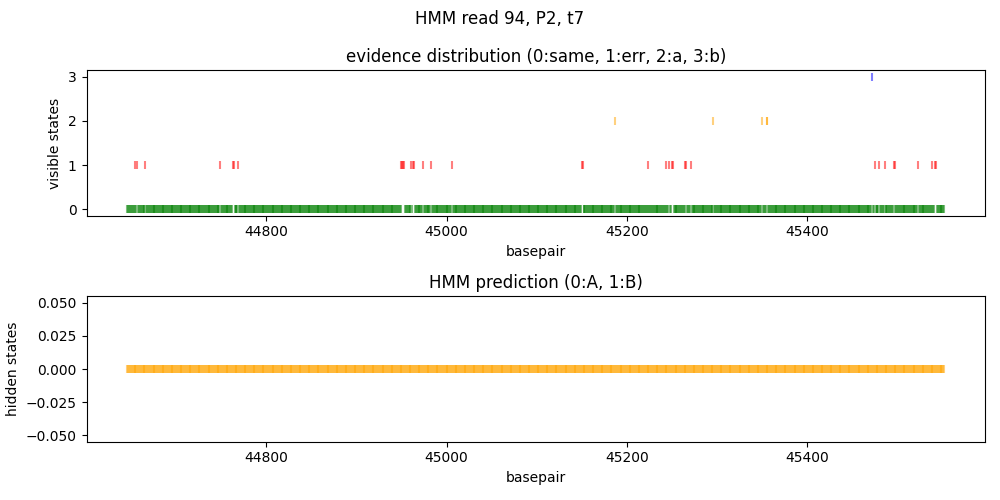 HMM read 94, P2, t7
evidence distribution (0:same, 1:err, 2:a, 3:b)
visible states
3
2
1
0
44800 45000 45200 45400
basepair
HMM prediction (0:A, 1:B)
hidden states
0.050
0.025
0.000
−0.025
−0.050
44800 45000 45200 45400
basepair